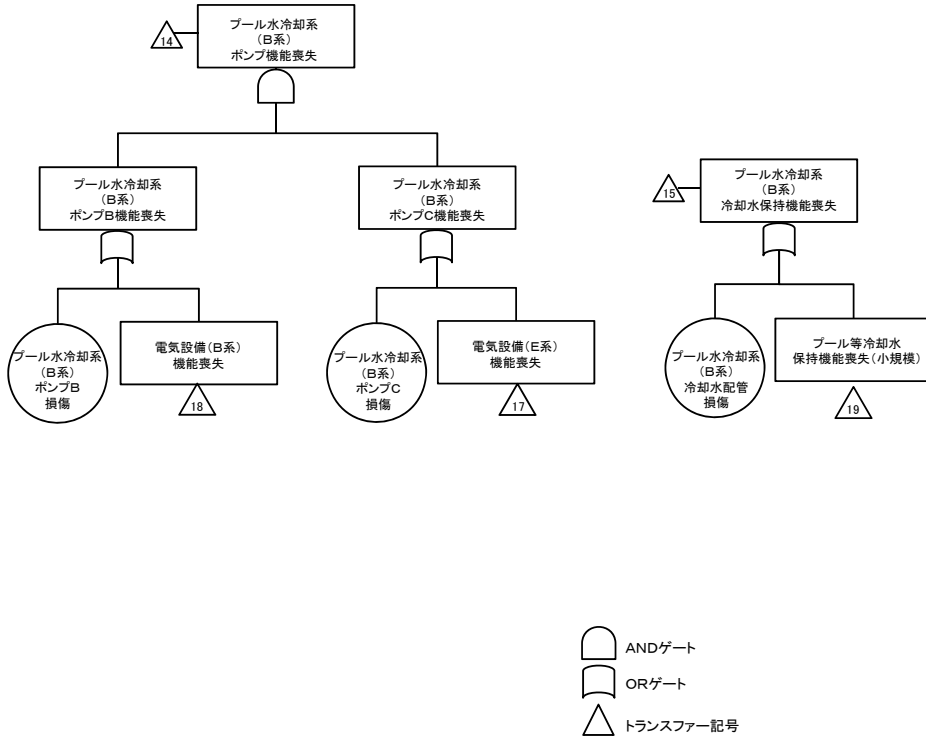 プール水冷却系
(B系)
ポンプ機能喪失
14
プール水冷却系
(B系)
ポンプB機能喪失
プール水冷却系
(B系)
ポンプC機能喪失
プール水冷却系
(B系)
冷却水保持機能喪失
15
プール水冷却系
(B系)
ポンプB
損傷
電気設備(B系)
機能喪失
18
プール水冷却系
(B系)
ポンプC
損傷
電気設備(E系)
機能喪失
17
プール水冷却系
(B系)
冷却水配管
損傷
プール等冷却水
保持機能喪失(小規模)
19
ANDゲート
ORゲート
トランスファー記号